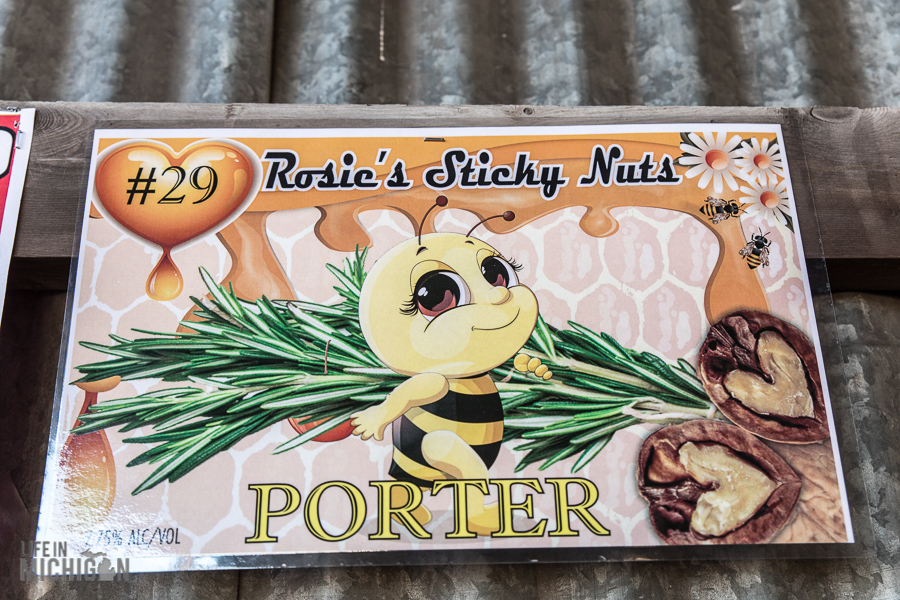 #29
Rosie's Sticky Nuts
PORTER
ALC/VOL
LIFE IN
MICHIGAN